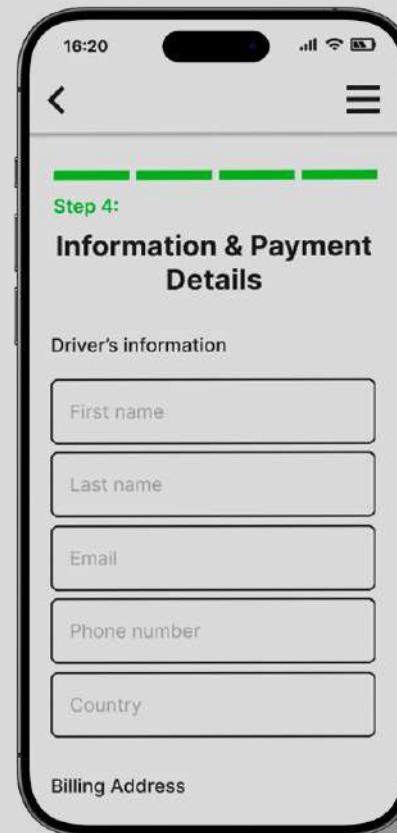 16:20
Step 4:
Information & Payment
Details
Driver's information
First name
Last name
Email
Phone number
Country
Billing Address